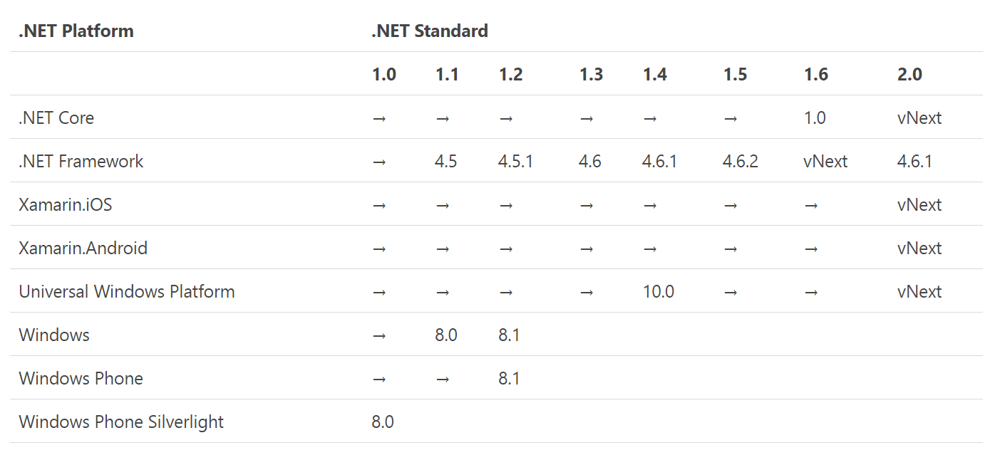 .NET Platform .NET Standard
1.0 1.1 1.2 1.3 1.4 1.5 1.6 2.0
.NET Core → → → → → → 1.0 vNext
.NET Framework → 4.5 4.5.1 4.6 4.6.1 4.6.2 vNext 4.6.1
Xamarin.iOS → → → → → → → vNext
Xamarin.Android → → → → → → → vNext
Universal Windows Platform → → → → 10.0 → → vNext
Windows → 8.0 8.1
Windows Phone → → 8.1
Windows Phone Silverlight 8.0